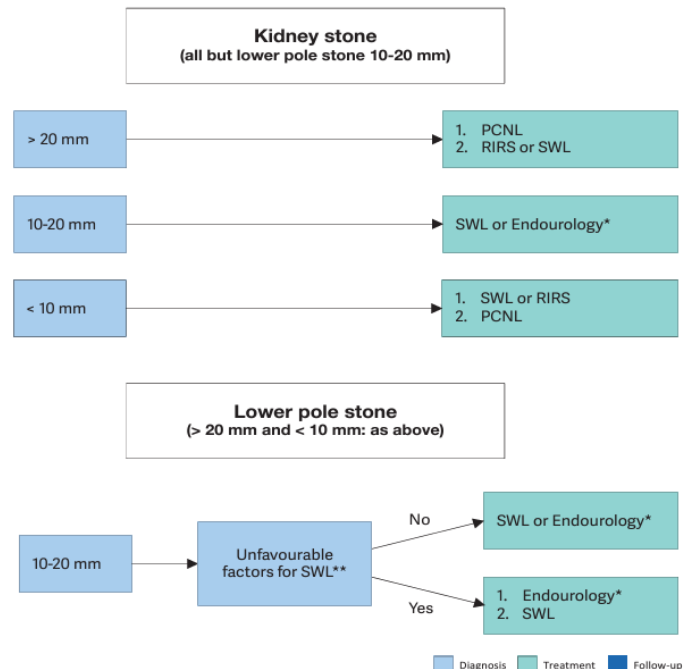 Kidney stone
(all but lower pole stone 10-20 mm)
> 20 mm
1. PCNL
2. RIRS or SWL
10-20 mm
SWL or Endourology*
< 10 mm
1. SWL or RIRS
2. PCNL
Lower pole stone
(> 20 mm and < 10 mm: as above)
10-20 mm
Unfavourable
factors for SWL**
No
SWL or Endourology*
Yes
1. Endourology*
2. SWL
Diagnosis Treatment Follow-up